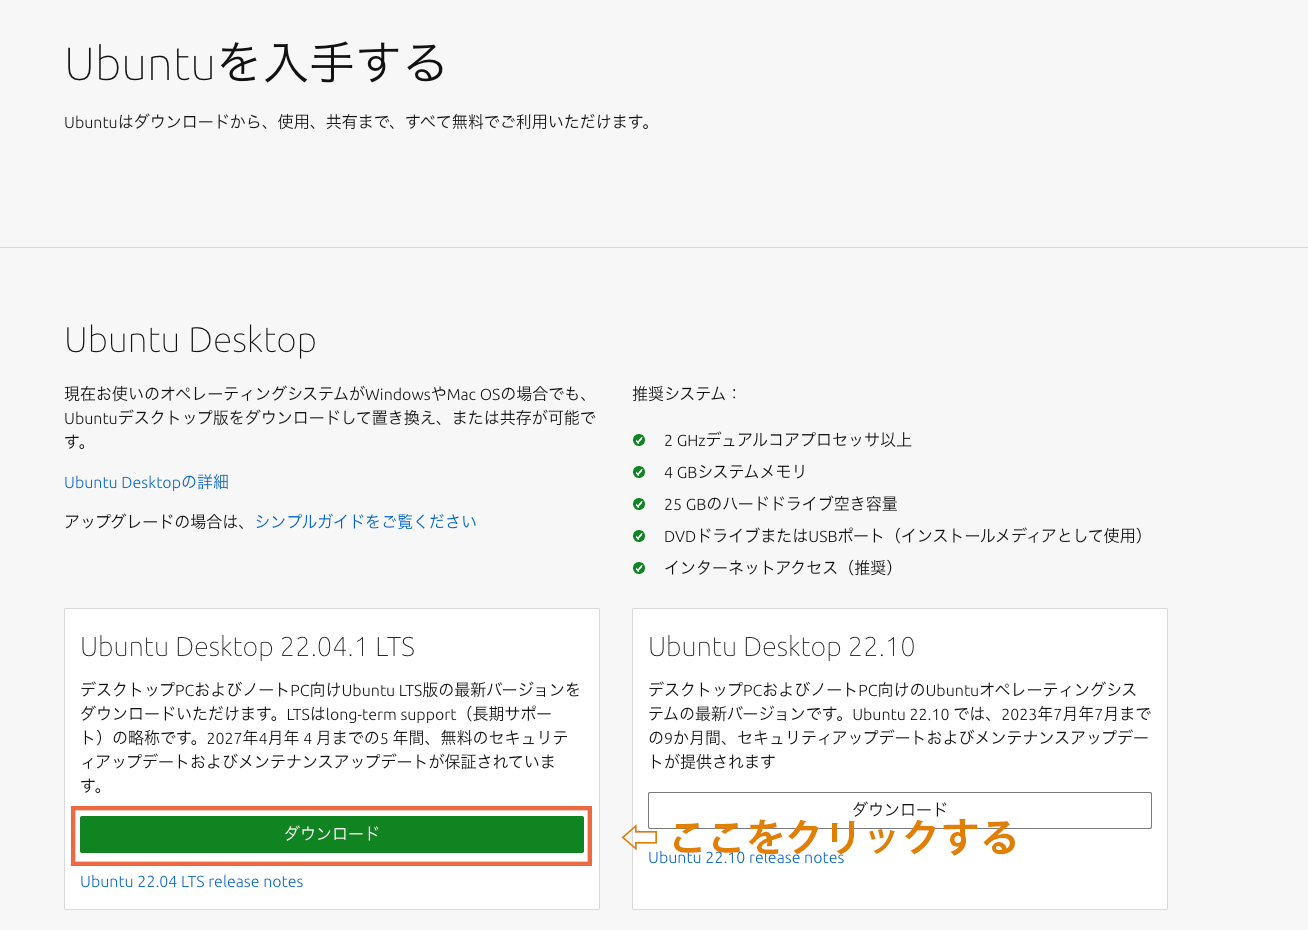 Ubuntuを入手する
Ubuntuはダウンロードから、使用、共有まで、すべて無料でご利用いただけます。
Ubuntu Desktop
現在お使いのオペレーティングシステムがWindowsやMac OSの場合でも、
Ubuntuデスクトップ版をダウンロードして置き換え、または共存が可能で
す。
Ubuntu Desktopの詳細
アップグレードの場合は、シンプルガイドをご覧ください
推奨システム：
2 GHzデュアルコアプロセッサ以上
4 GBシステムメモリ
25 GBのハードドライブ空き容量
DVDドライブまたはUSBポート（インストールメディアとして使用）
インターネットアクセス（推奨）
Ubuntu Desktop 22.04.1 LTS
デスクトップPCおよびノートPC向けUbuntu LTS版の最新バージョンを
ダウンロードいただけます。LTSはlong-term support（長期サポー
ト）の略称です。2027年4月年 4 月までの5 年間、無料のセキュリテ
ィアップデートおよびメンテナンスアップデートが保証されていま
す。
ダウンロード
Ubuntu 22.04 LTS release notes
Ubuntu Desktop 22.10
デスクトップPCおよびノートPC向けのUbuntuオペレーティングシス
テムの最新バージョンです。Ubuntu 22.10 では、2023年7月年7月まで
の9か月間、セキュリティアップデートおよびメンテナンスアップデー
トが提供されます
ダウンロード
ここをクリックする
Ubuntu 22.10 release notes